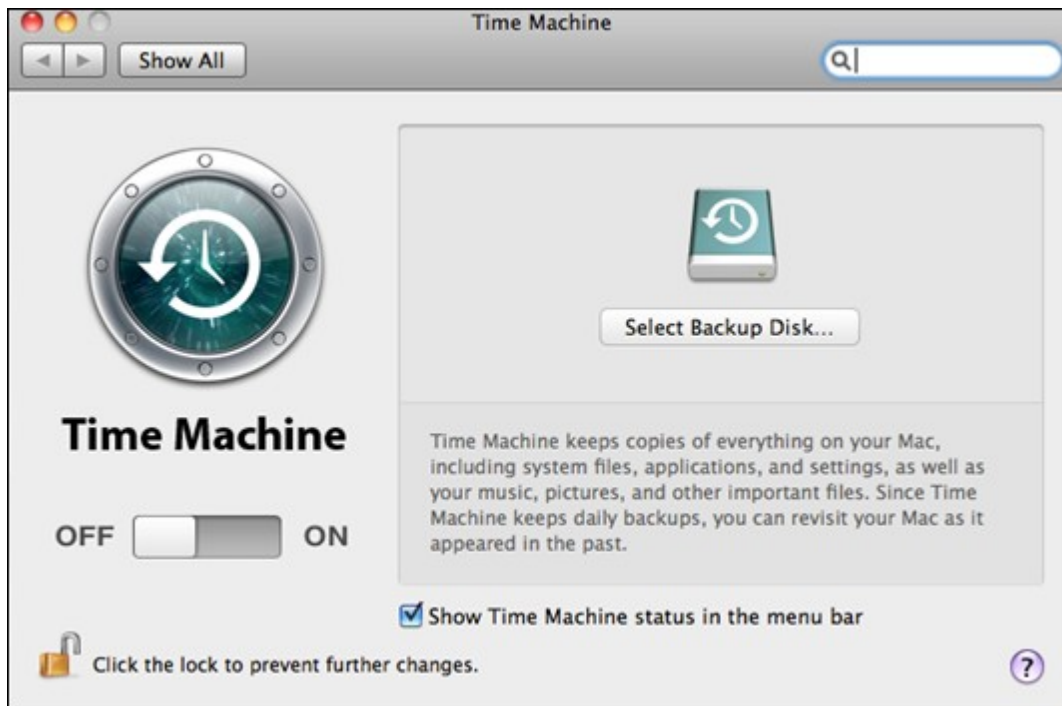 Time Machine
Show All
Select Backup Disk...
Time Machine
Time Machine keeps copies of everything on your Mac,
including system files, applications, and settings, as well as
your music, pictures, and other important files. Since Time
Machine keeps daily backups, you can revisit your Mac as it
appeared in the past.
OFF ON
Show Time Machine status in the menu bar
Click the lock to prevent further changes.
?